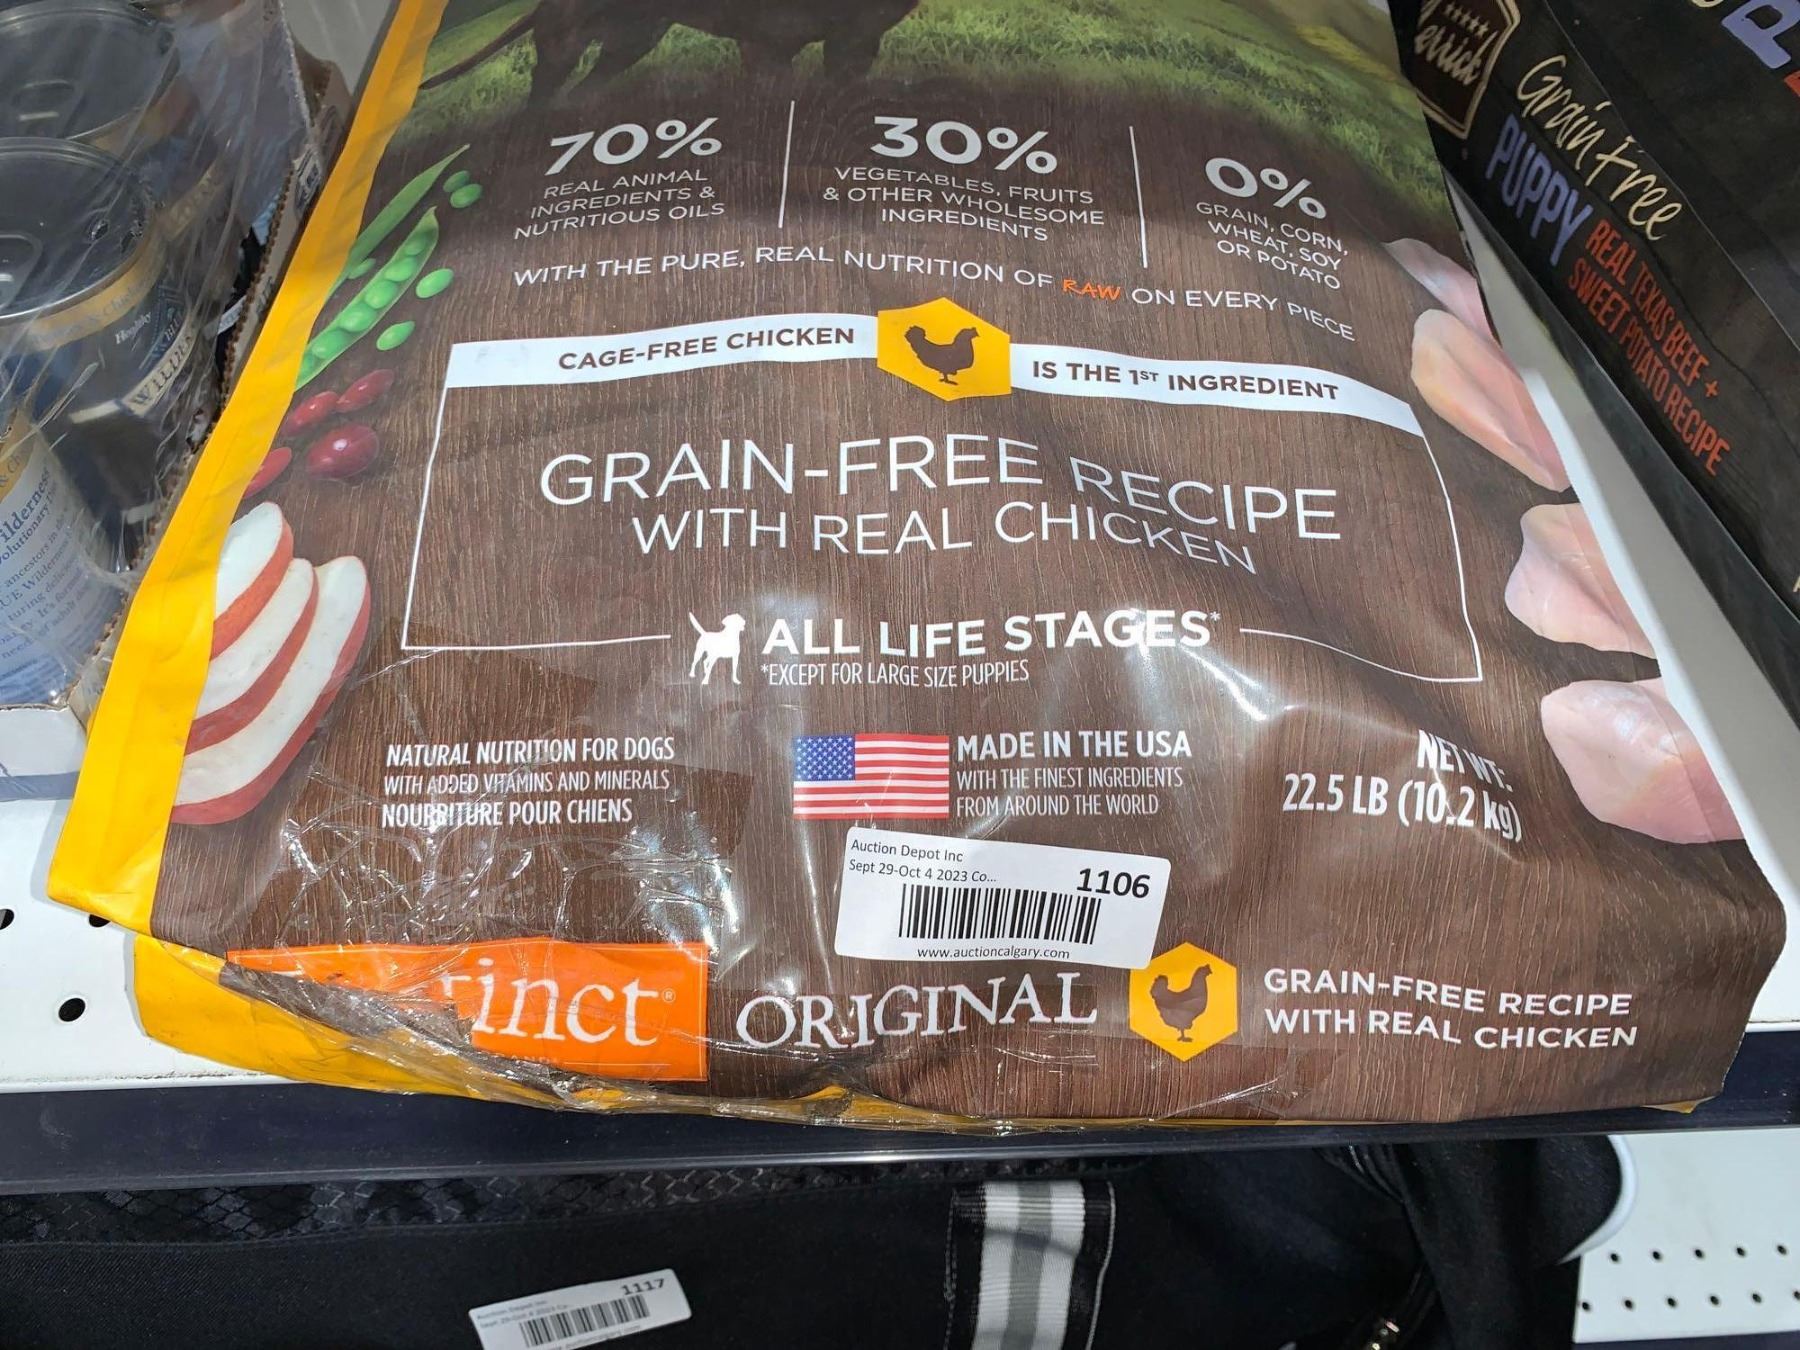 70%
REAL ANIMAL
INGREDIENTS &
NUTRITIOUS OILS
30%
VEGETABLES, FRUITS
& OTHER WHOLESOME
INGREDIENTS
0%
GRAIN, CORN,
WHEAT, SOY
OR POTATO
WITH THE PURE, REAL NUTRITION OF RAW ON EVERY PIECE
CAGE-FREE CHICKEN IS THE 1ST INGREDIENT
GRAIN-FREE RECIPE
WITH REAL CHICKEN
ALL LIFE STAGES*
*EXCEPT FOR LARGE SIZE PUPPIES
NATURAL NUTRITION FOR DOGS
WITH ADDED VITAMINS AND MINERALS
NOURRITURE POUR CHIENS
MADE IN THE USA
WITH THE FINEST INGREDIENTS
FROM AROUND THE WORLD
NET WT:
22.5 LB (10.2 kg)
Auction Depot Inc
Sept 29-Oct 4 2023 Co...
1106
www.auctioncalgary.com
tinct®
ORIGINAL
GRAIN-FREE RECIPE
WITH REAL CHICKEN
Grain Free
PUPPY
REAL TEXAS BEEF +
SWEET POTATO RECIPE
Healthy
WILD
ilderness
1117